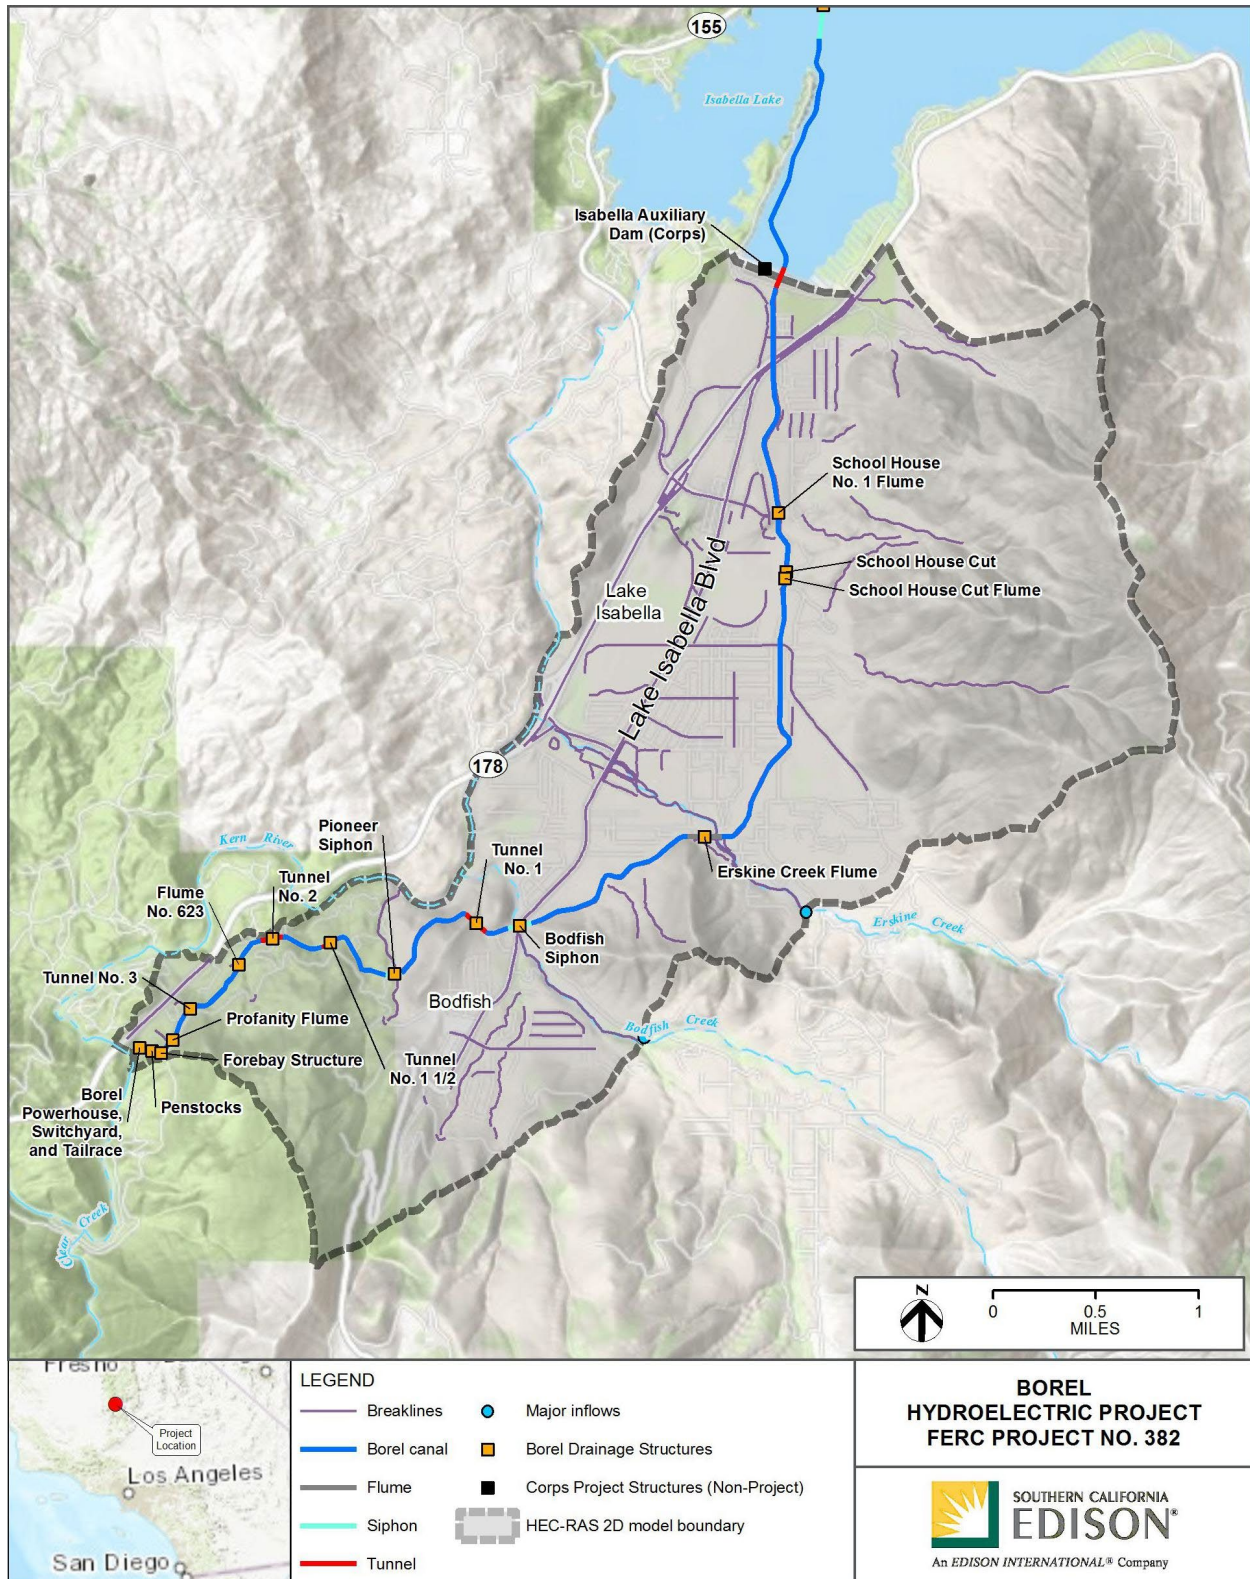 155
Isabella Lake
Isabella Auxiliary
Dam (Corps)
School House
No. 1 Flume
School House Cut
School House Cut Flume
Lake
Isabella
Lake Isabella Blvd
178
Kern River
Pioneer
Siphon
Tunnel
No. 1
Erskine Creek Flume
Flume
No. 623
Tunnel
No. 2
Erskine Creek
Bodfish
Siphon
Tunnel No. 3
Bodfish
Profanity Flume
Bodfish Creek
Forebay Structure
Tunnel
No. 1 1/2
Borel
Powerhouse,
Switchyard,
and Tailrace
Penstocks
Clear Creek
N
0 0.5 1
MILES
Fresno
Project
Location
Los Angeles
San Diego
LEGEND
Breaklines
Borel canal
Flume
Siphon
Tunnel
Major inflows
Borel Drainage Structures
Corps Project Structures (Non-Project)
HEC-RAS 2D model boundary
BOREL
HYDROELECTRIC PROJECT
FERC PROJECT NO. 382
SOUTHERN CALIFORNIA
EDISON®
An EDISON INTERNATIONAL® Company